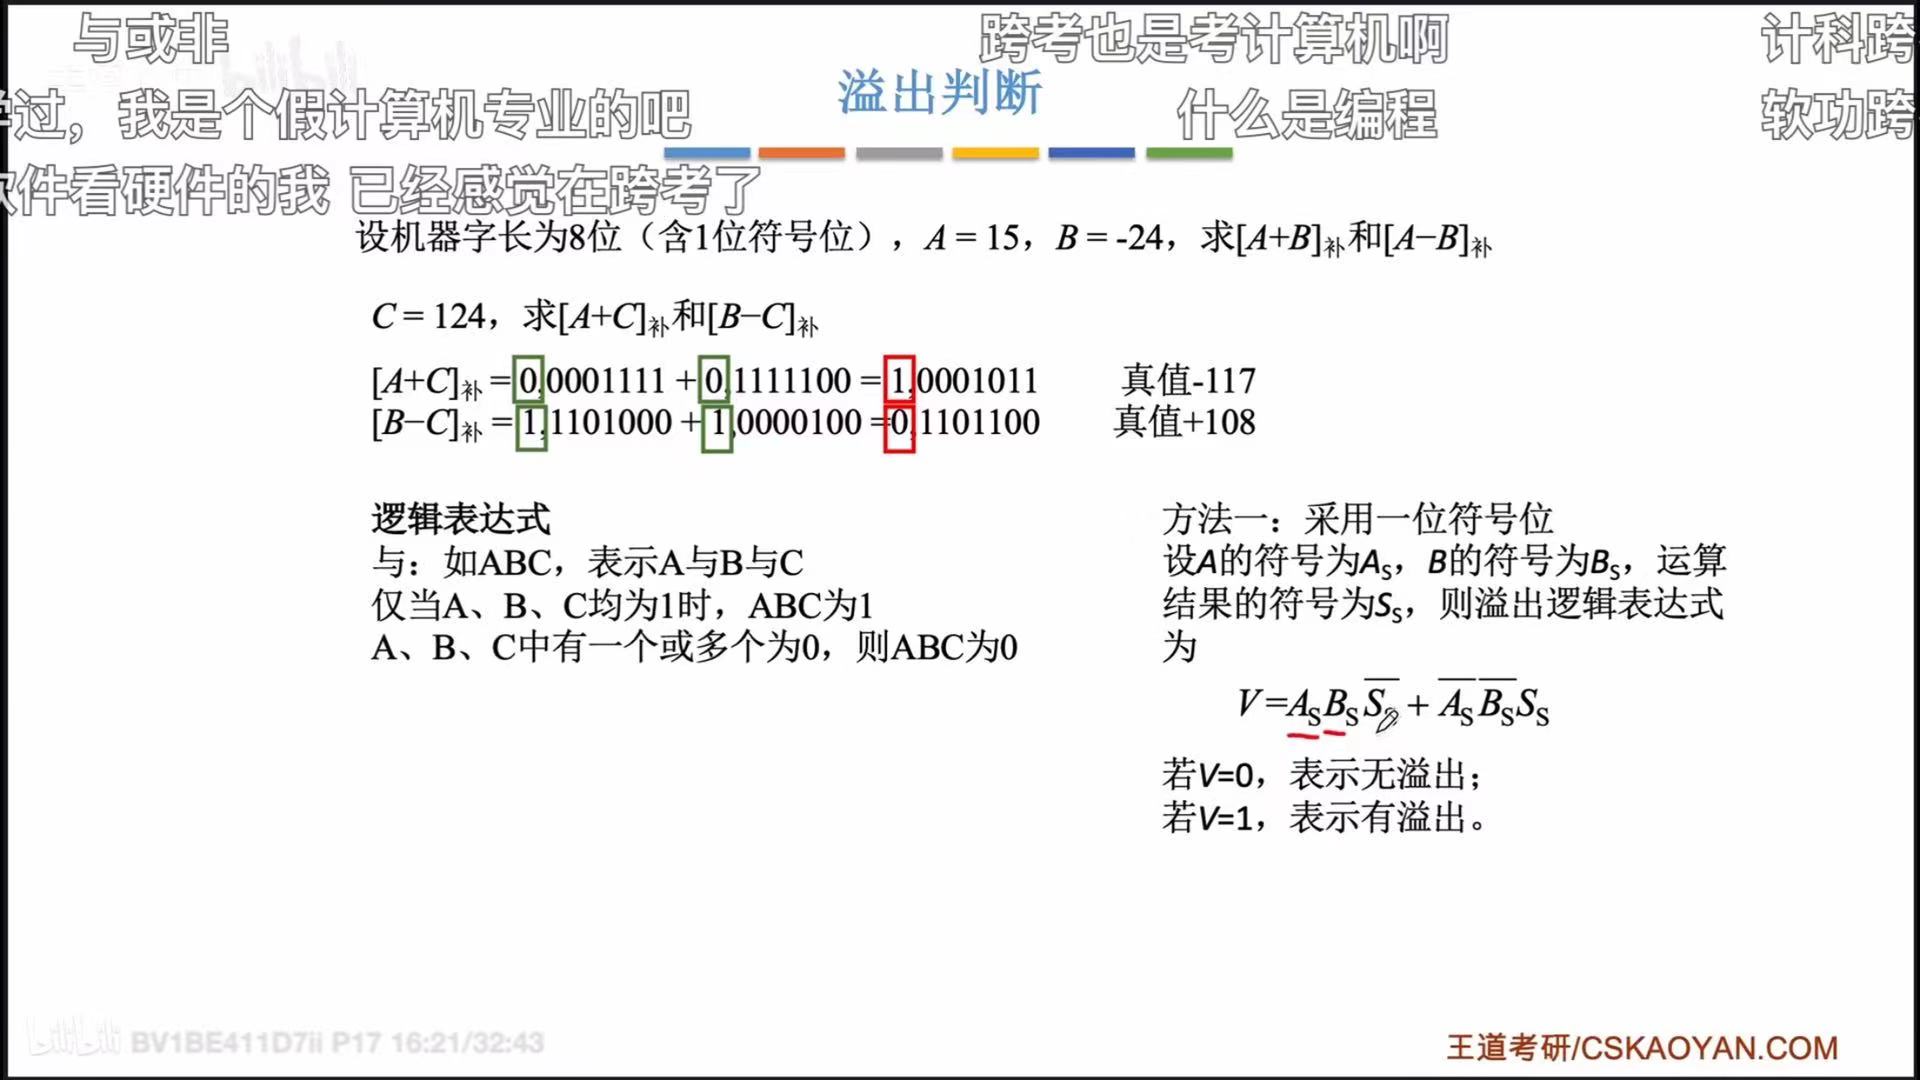 与或非
跨考也是考计算机啊
计科跨
溢出判断
过，我是个假计算机专业的吧
什么是编程
软功跨
件看硬件的我 已经感觉在跨考了
设机器字长为8位（含1位符号位），A = 15，B = -24，求[A+B]补和[A−B]补
C = 124，求[A+C]补和[B−C]补
[A+C]补 = 0,0001111 + 0,1111100 = 1,0001011 真值-117
[B−C]补 = 1,1101000 + 1,0000100 =0,1101100 真值+108
逻辑表达式
与：如ABC，表示A与B与C
仅当A、B、C均为1时，ABC为1
A、B、C中有一个或多个为0，则ABC为0
方法一：采用一位符号位
设A的符号为AS，B的符号为BS，运算
结果的符号为SS，则溢出逻辑表达式
为
V=A_S B_S S̅_S + A̅_S B̅_S S_S
若V=0，表示无溢出；
若V=1，表示有溢出。
bilibili BV1BE411D7ii P17 16:21/32:43
王道考研/CSKAOYAN.COM